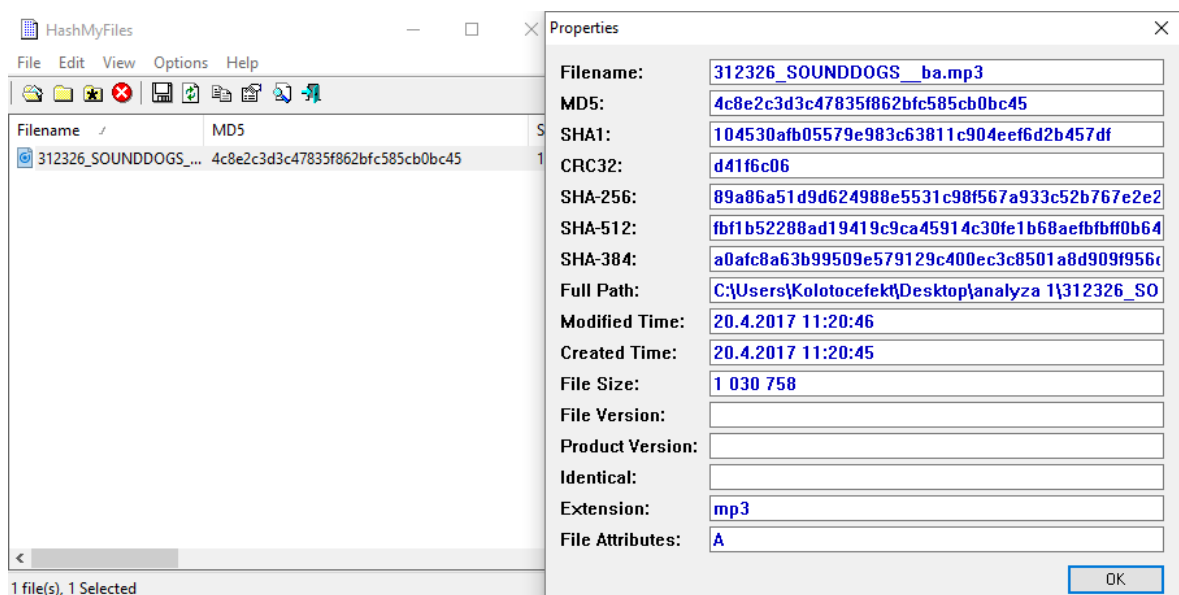 HashMyFiles
File Edit View Options Help
Filename MD5 S
312326_SOUNDDOGS_... 4c8e2c3d3c47835f862bfc585cb0bc45 1
1 file(s), 1 Selected
Properties
Filename: 312326_SOUNDDOGS__ba.mp3
MD5: 4c8e2c3d3c47835f862bfc585cb0bc45
SHA1: 104530afb05579e983c63811c904eef6d2b457df
CRC32: d41f6c06
SHA-256: 89a86a51d9d624988e5531c98f567a933c52b767e2e2
SHA-512: fbf1b52288ad19419c9ca45914c30fe1b68aefbfbff0b64
SHA-384: a0afc8a63b99509e579129c400ec3c8501a8d909f956
Full Path: C:\Users\Kolotocefekt\Desktop\analyza 1\312326_SO
Modified Time: 20.4.2017 11:20:46
Created Time: 20.4.2017 11:20:45
File Size: 1 030 758
File Version:
Product Version:
Identical:
Extension: mp3
File Attributes: A
OK